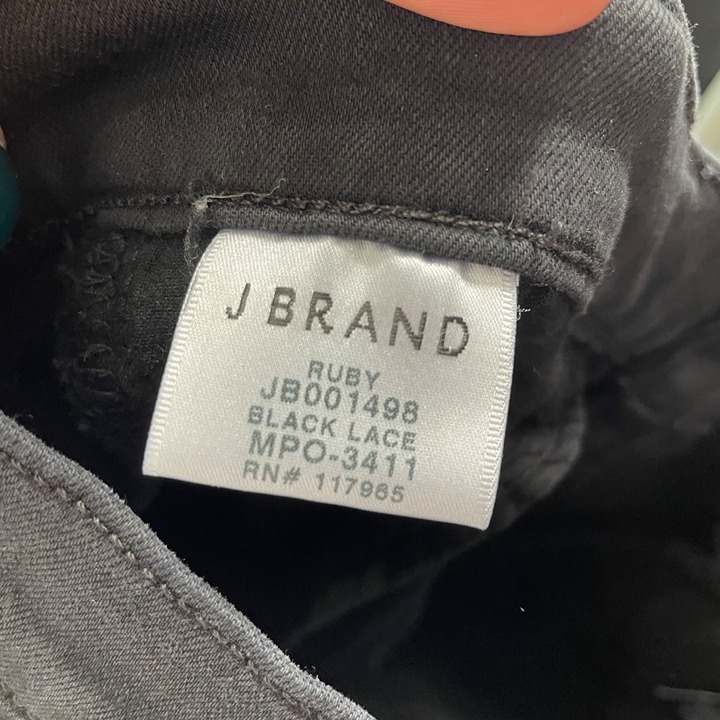 J BRAND
RUBY
JB001498
BLACK LACE
MPO-3411
RN# 117965